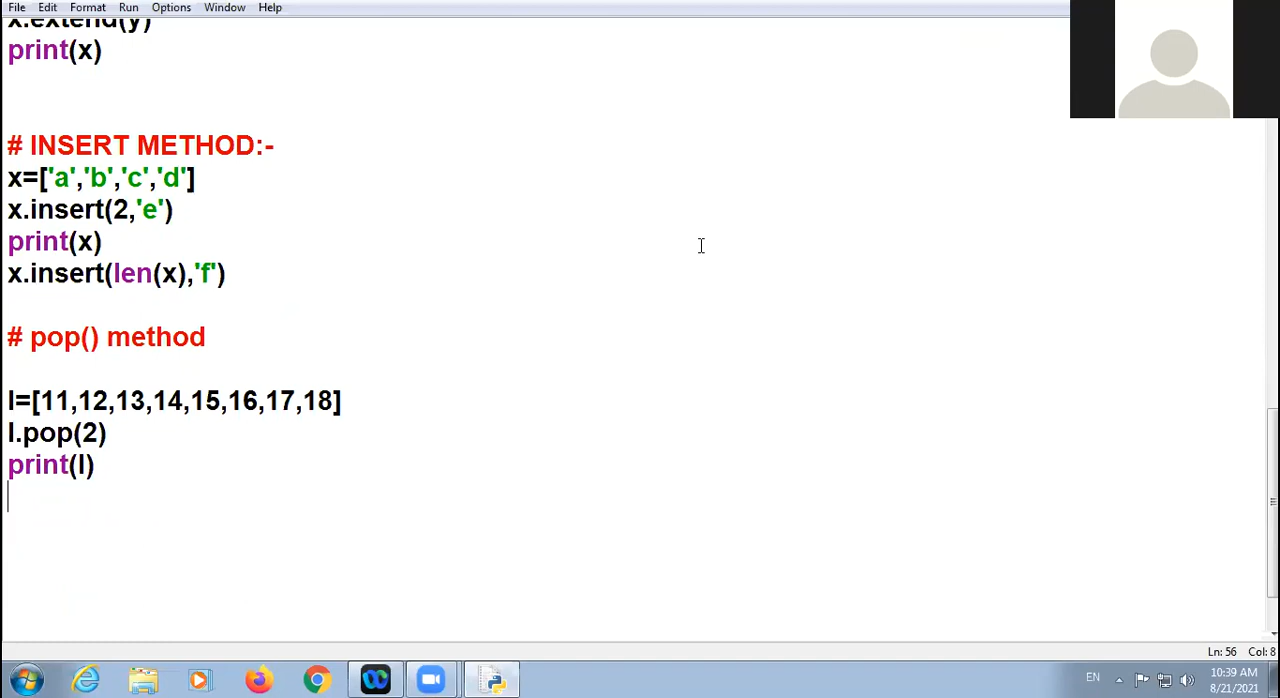 File Edit Format Run Options Window Help
x.extend(y)
print(x)
# INSERT METHOD:-
x=['a','b','c','d']
x.insert(2,'e')
print(x)
x.insert(len(x),'f')
# pop() method
l=[11,12,13,14,15,16,17,18]
l.pop(2)
print(l)
Ln: 56 Col: 8
EN
10:39 AM
8/21/2021